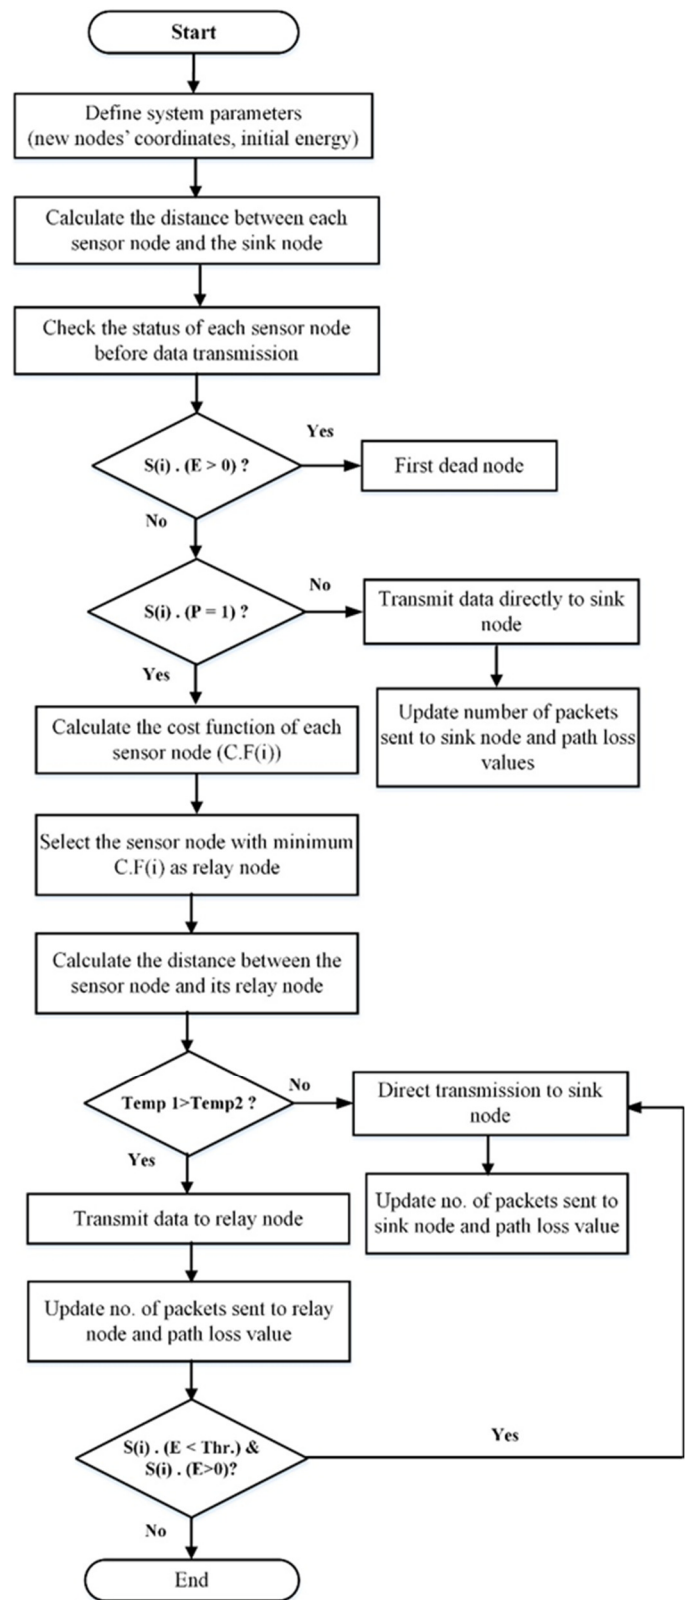 Start
Define system parameters
(new nodes' coordinates, initial energy)
Calculate the distance between each
sensor node and the sink node
Check the status of each sensor node
before data transmission
S(i) . (E > 0) ?
Yes
First dead node
No
S(i) . (P = 1) ?
No
Transmit data directly to sink
node
Update number of packets
sent to sink node and path loss
values
Yes
Calculate the cost function of each
sensor node (C.F(i))
Select the sensor node with minimum
C.F(i) as relay node
Calculate the distance between the
sensor node and its relay node
Temp 1>Temp2 ?
No
Direct transmission to sink
node
Update no. of packets sent to
sink node and path loss value
Yes
Transmit data to relay node
Update no. of packets sent to relay
node and path loss value
S(i) . (E < Thr.) &
S(i) . (E>0)?
Yes
No
End